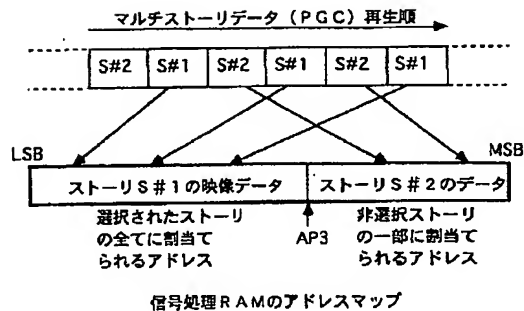 マルチストーリデータ（PGC）再生順
S#2 S#1 S#2 S#1 S#2 S#1
LSB
MSB
ストーリS#1の映像データ
ストーリS#2のデータ
選択されたストーリ
の全てに割当て
られるアドレス
AP3
非選択ストーリ
の一部に割当て
られるアドレス
信号処理RAMのアドレスマップ